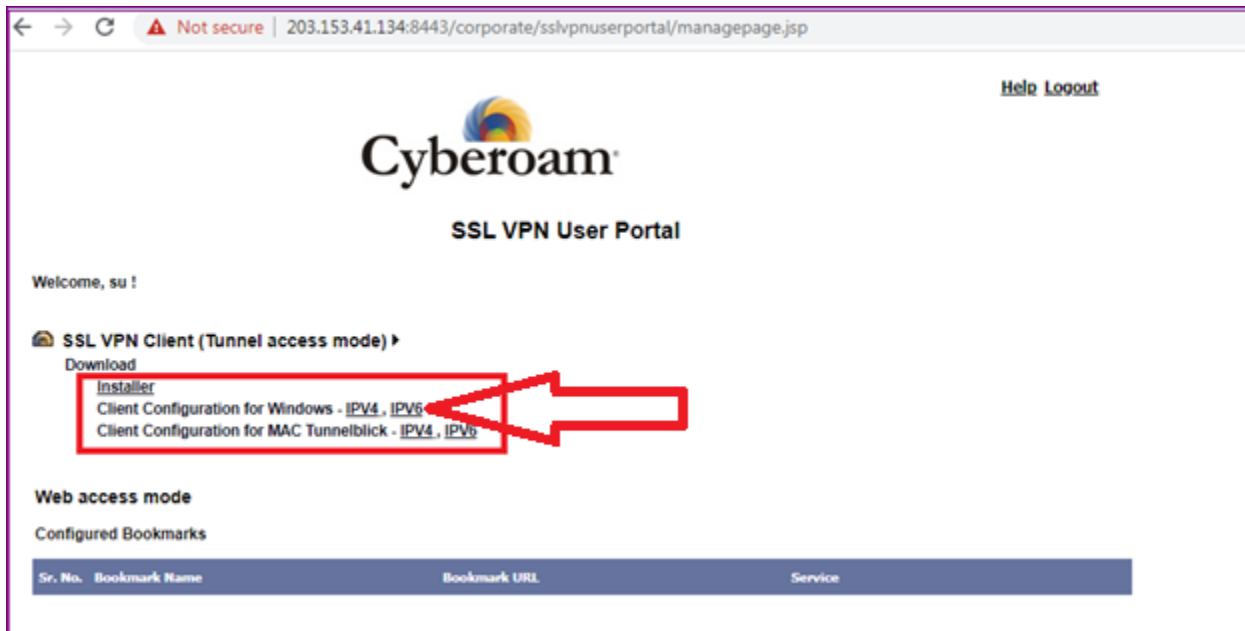 Not secure | 203.153.41.134:8443/corporate/sslvpnuserportal/managepage.jsp
Help Logout
Cyberoam
SSL VPN User Portal
Welcome, su !
SSL VPN Client (Tunnel access mode)
Download
Installer
Client Configuration for Windows - IPV4 , IPV6
Client Configuration for MAC Tunnelblick - IPV4 , IPV6
Web access mode
Configured Bookmarks
Sr. No. Bookmark Name Bookmark URL Service